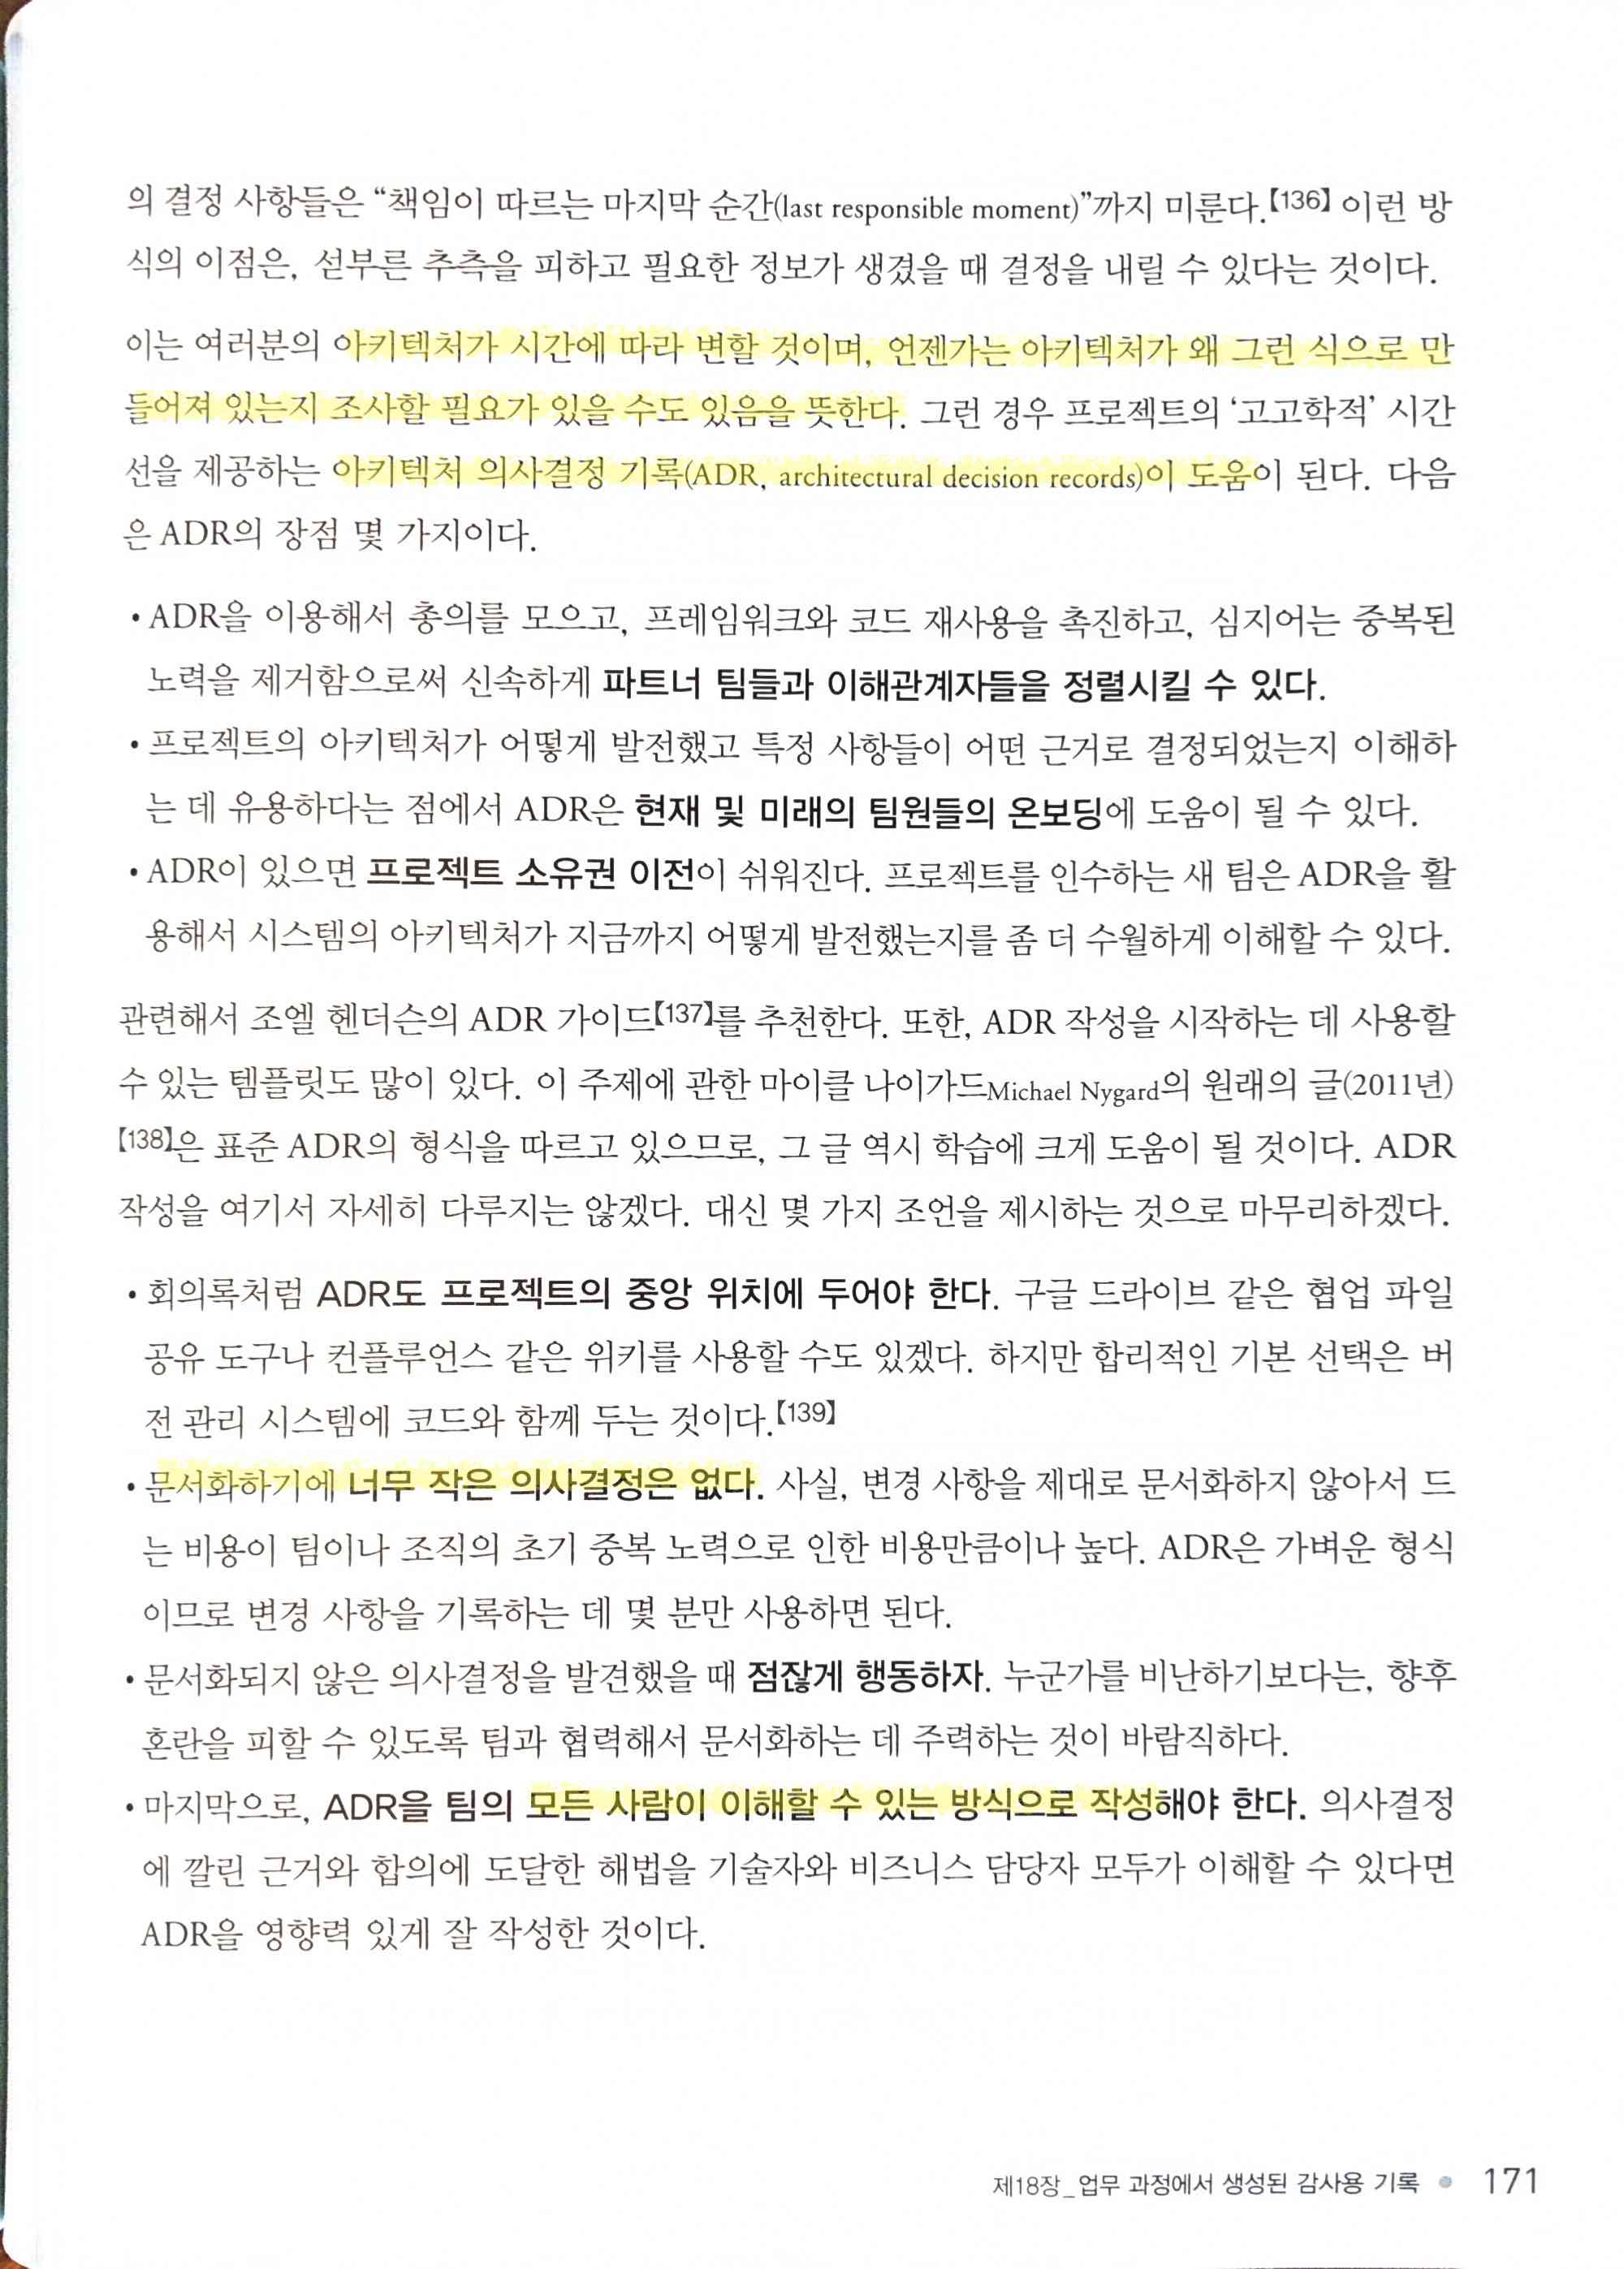 의 결정 사항들은 “책임이 따르는 마지막 순간(last responsible moment)”까지 미룬다.【136】 이런 방
식의 이점은, 섣부른 추측을 피하고 필요한 정보가 생겼을 때 결정을 내릴 수 있다는 것이다.
이는 여러분의 아키텍처가 시간에 따라 변할 것이며, 언젠가는 아키텍처가 왜 그런 식으로 만
들어져 있는지 조사할 필요가 있을 수도 있음을 뜻한다. 그런 경우 프로젝트의 ‘고고학적’ 시간
선을 제공하는 아키텍처 의사결정 기록(ADR, architectural decision records)이 도움이 된다. 다음
은 ADR의 장점 몇 가지이다.
• ADR을 이용해서 총의를 모으고, 프레임워크와 코드 재사용을 촉진하고, 심지어는 중복된
노력을 제거함으로써 신속하게 파트너 팀들과 이해관계자들을 정렬시킬 수 있다.
• 프로젝트의 아키텍처가 어떻게 발전했고 특정 사항들이 어떤 근거로 결정되었는지 이해하
는 데 유용하다는 점에서 ADR은 현재 및 미래의 팀원들의 온보딩에 도움이 될 수 있다.
• ADR이 있으면 프로젝트 소유권 이전이 쉬워진다. 프로젝트를 인수하는 새 팀은 ADR을 활
용해서 시스템의 아키텍처가 지금까지 어떻게 발전했는지를 좀 더 수월하게 이해할 수 있다.
관련해서 조엘 헨더슨의 ADR 가이드【137】를 추천한다. 또한, ADR 작성을 시작하는 데 사용할
수 있는 템플릿도 많이 있다. 이 주제에 관한 마이클 나이가드Michael Nygard의 원래의 글(2011년)
【138】은 표준 ADR의 형식을 따르고 있으므로, 그 글 역시 학습에 크게 도움이 될 것이다. ADR
작성을 여기서 자세히 다루지는 않겠다. 대신 몇 가지 조언을 제시하는 것으로 마무리하겠다.
• 회의록처럼 ADR도 프로젝트의 중앙 위치에 두어야 한다. 구글 드라이브 같은 협업 파일
공유 도구나 컨플루언스 같은 위키를 사용할 수도 있겠다. 하지만 합리적인 기본 선택은 버
전 관리 시스템에 코드와 함께 두는 것이다.【139】
• 문서화하기에 너무 작은 의사결정은 없다. 사실, 변경 사항을 제대로 문서화하지 않아서 드
는 비용이 팀이나 조직의 초기 중복 노력으로 인한 비용만큼이나 높다. ADR은 가벼운 형식
이므로 변경 사항을 기록하는 데 몇 분만 사용하면 된다.
• 문서화되지 않은 의사결정을 발견했을 때 점잖게 행동하자. 누군가를 비난하기보다는, 향후
혼란을 피할 수 있도록 팀과 협력해서 문서화하는 데 주력하는 것이 바람직하다.
• 마지막으로, ADR을 팀의 모든 사람이 이해할 수 있는 방식으로 작성해야 한다. 의사결정
에 깔린 근거와 합의에 도달한 해법을 기술자와 비즈니스 담당자 모두가 이해할 수 있다면
ADR을 영향력 있게 잘 작성한 것이다.
제18장_업무 과정에서 생성된 감사용 기록 • 171